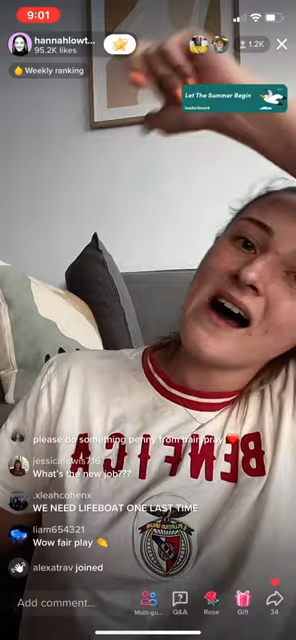 9:01
hannahlowt...
95.2K likes
1.2K
Weekly ranking
Let The Summer Begin
leaderboard
please do something penny from hairspray
BENFICA
jessicalewis716
What's the new job???
.xleahcohenx
WE NEED LIFEBOAT ONE LAST TIME
liam654321
Wow fair play 👏
alexatrav joined
Add comment...
Multi-gu...
Q&A
Rose
Gift
34